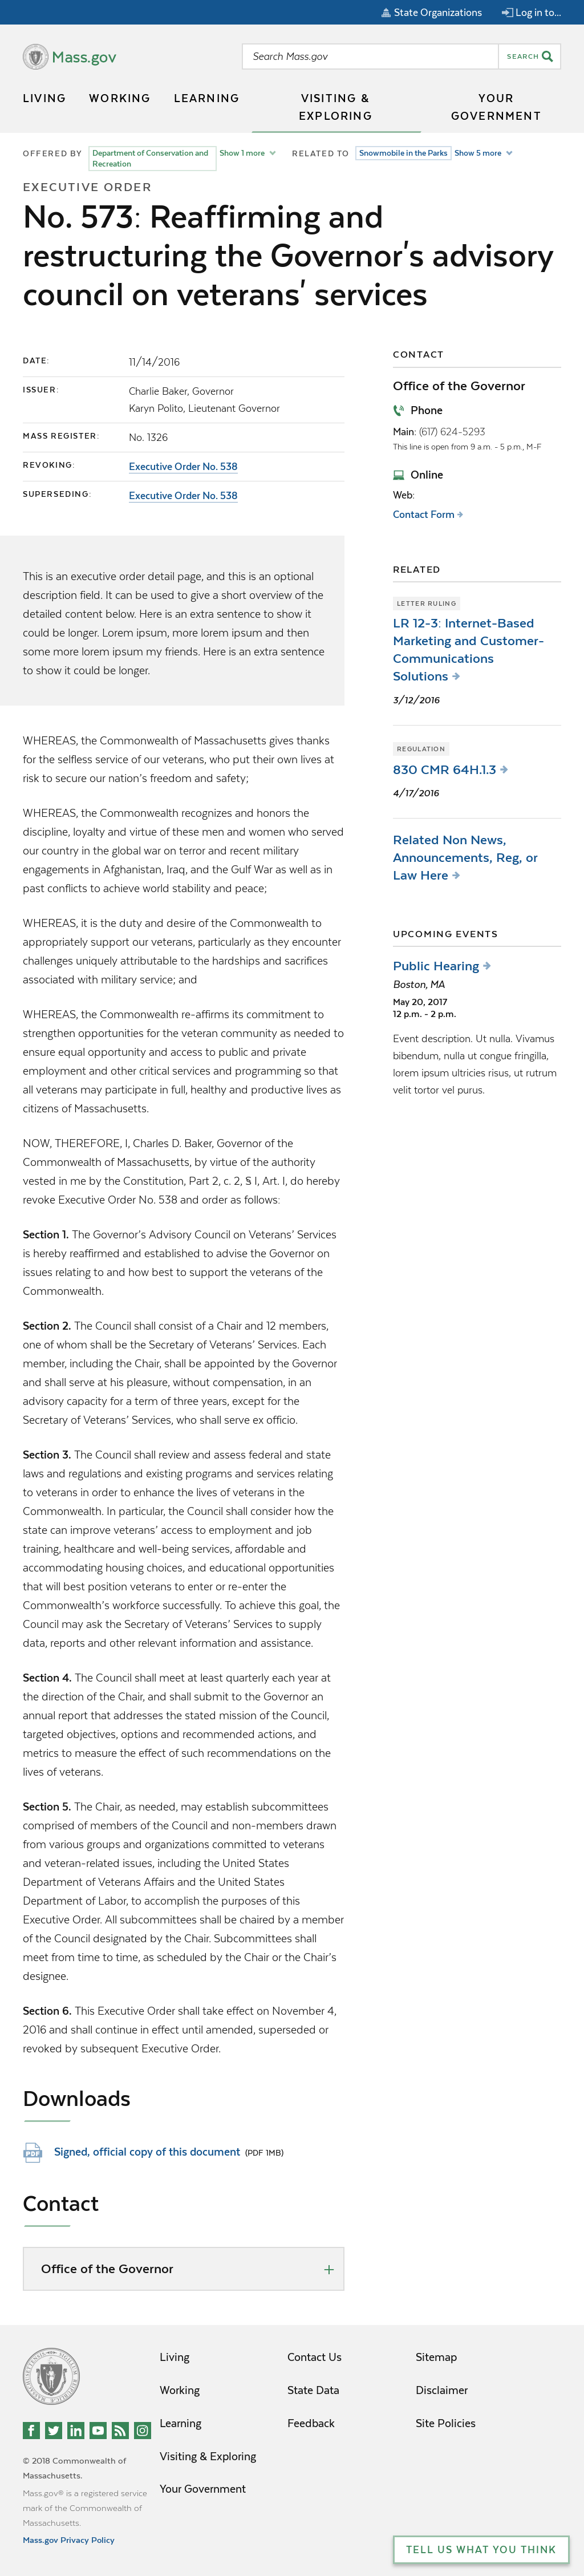 State Organizations
Log in to...
Mass.gov
Search Mass.gov
SEARCH
LIVING
WORKING
LEARNING
VISITING &
EXPLORING
YOUR
GOVERNMENT
OFFERED BY
Department of Conservation and
Recreation
Show 1 more
RELATED TO
Snowmobile in the Parks
Show 5 more
EXECUTIVE ORDER
No. 573: Reaffirming and
restructuring the Governor's advisory
council on veterans' services
DATE:
11/14/2016
ISSUER:
Charlie Baker, Governor
Karyn Polito, Lieutenant Governor
MASS REGISTER:
No. 1326
REVOKING:
Executive Order No. 538
SUPERSEDING:
Executive Order No. 538
This is an executive order detail page, and this is an optional
description field. It can be used to give a short overview of the
detailed content below. Here is an extra sentence to show it
could be longer. Lorem ipsum, more lorem ipsum and then
some more lorem ipsum my friends. Here is an extra sentence
to show it could be longer.
WHEREAS, the Commonwealth of Massachusetts gives thanks
for the selfless service of our veterans, who put their own lives at
risk to secure our nation's freedom and safety;
WHEREAS, the Commonwealth recognizes and honors the
discipline, loyalty and virtue of these men and women who served
our country in the global war on terror and recent military
engagements in Afghanistan, Iraq, and the Gulf War as well as in
past conflicts to achieve world stability and peace;
WHEREAS, it is the duty and desire of the Commonwealth to
appropriately support our veterans, particularly as they encounter
challenges uniquely attributable to the hardships and sacrifices
associated with military service; and
WHEREAS, the Commonwealth re-affirms its commitment to
strengthen opportunities for the veteran community as needed to
ensure equal opportunity and access to public and private
employment and other critical services and programming so that
all veterans may participate in full, healthy and productive lives as
citizens of Massachusetts.
NOW, THEREFORE, I, Charles D. Baker, Governor of the
Commonwealth of Massachusetts, by virtue of the authority
vested in me by the Constitution, Part 2, c. 2, § I, Art. I, do hereby
revoke Executive Order No. 538 and order as follows:
Section 1. The Governor's Advisory Council on Veterans' Services
is hereby reaffirmed and established to advise the Governor on
issues relating to and how best to support the veterans of the
Commonwealth.
Section 2. The Council shall consist of a Chair and 12 members,
one of whom shall be the Secretary of Veterans' Services. Each
member, including the Chair, shall be appointed by the Governor
and shall serve at his pleasure, without compensation, in an
advisory capacity for a term of three years, except for the
Secretary of Veterans' Services, who shall serve ex officio.
Section 3. The Council shall review and assess federal and state
laws and regulations and existing programs and services relating
to veterans in order to enhance the lives of veterans in the
Commonwealth. In particular, the Council shall consider how the
state can improve veterans' access to employment and job
training, healthcare and well-being services, affordable and
accommodating housing choices, and educational opportunities
that will best position veterans to enter or re-enter the
Commonwealth's workforce successfully. To achieve this goal, the
Council may ask the Secretary of Veterans' Services to supply
data, reports and other relevant information and assistance.
Section 4. The Council shall meet at least quarterly each year at
the direction of the Chair, and shall submit to the Governor an
annual report that addresses the stated mission of the Council,
targeted objectives, options and recommended actions, and
metrics to measure the effect of such recommendations on the
lives of veterans.
Section 5. The Chair, as needed, may establish subcommittees
comprised of members of the Council and non-members drawn
from various groups and organizations committed to veterans
and veteran-related issues, including the United States
Department of Veterans Affairs and the United States
Department of Labor, to accomplish the purposes of this
Executive Order. All subcommittees shall be chaired by a member
of the Council designated by the Chair. Subcommittees shall
meet from time to time, as scheduled by the Chair or the Chair's
designee.
Section 6. This Executive Order shall take effect on November 4,
2016 and shall continue in effect until amended, superseded or
revoked by subsequent Executive Order.
Downloads
PDF
Signed, official copy of this document (PDF 1MB)
Contact
Office of the Governor
CONTACT
Office of the Governor
Phone
Main: (617) 624-5293
This line is open from 9 a.m. - 5 p.m., M-F
Online
Web:
Contact Form
RELATED
LETTER RULING
LR 12-3: Internet-Based
Marketing and Customer-
Communications
Solutions
3/12/2016
REGULATION
830 CMR 64H.1.3
4/17/2016
Related Non News,
Announcements, Reg, or
Law Here
UPCOMING EVENTS
Public Hearing
Boston, MA
May 20, 2017
12 p.m. - 2 p.m.
Event description. Ut nulla. Vivamus
bibendum, nulla ut congue fringilla,
lorem ipsum ultricies risus, ut rutrum
velit tortor vel purus.
© 2018 Commonwealth of
Massachusetts.
Mass.gov® is a registered service
mark of the Commonwealth of
Massachusetts.
Mass.gov Privacy Policy
Living
Working
Learning
Visiting & Exploring
Your Government
Contact Us
State Data
Feedback
Sitemap
Disclaimer
Site Policies
TELL US WHAT YOU THINK